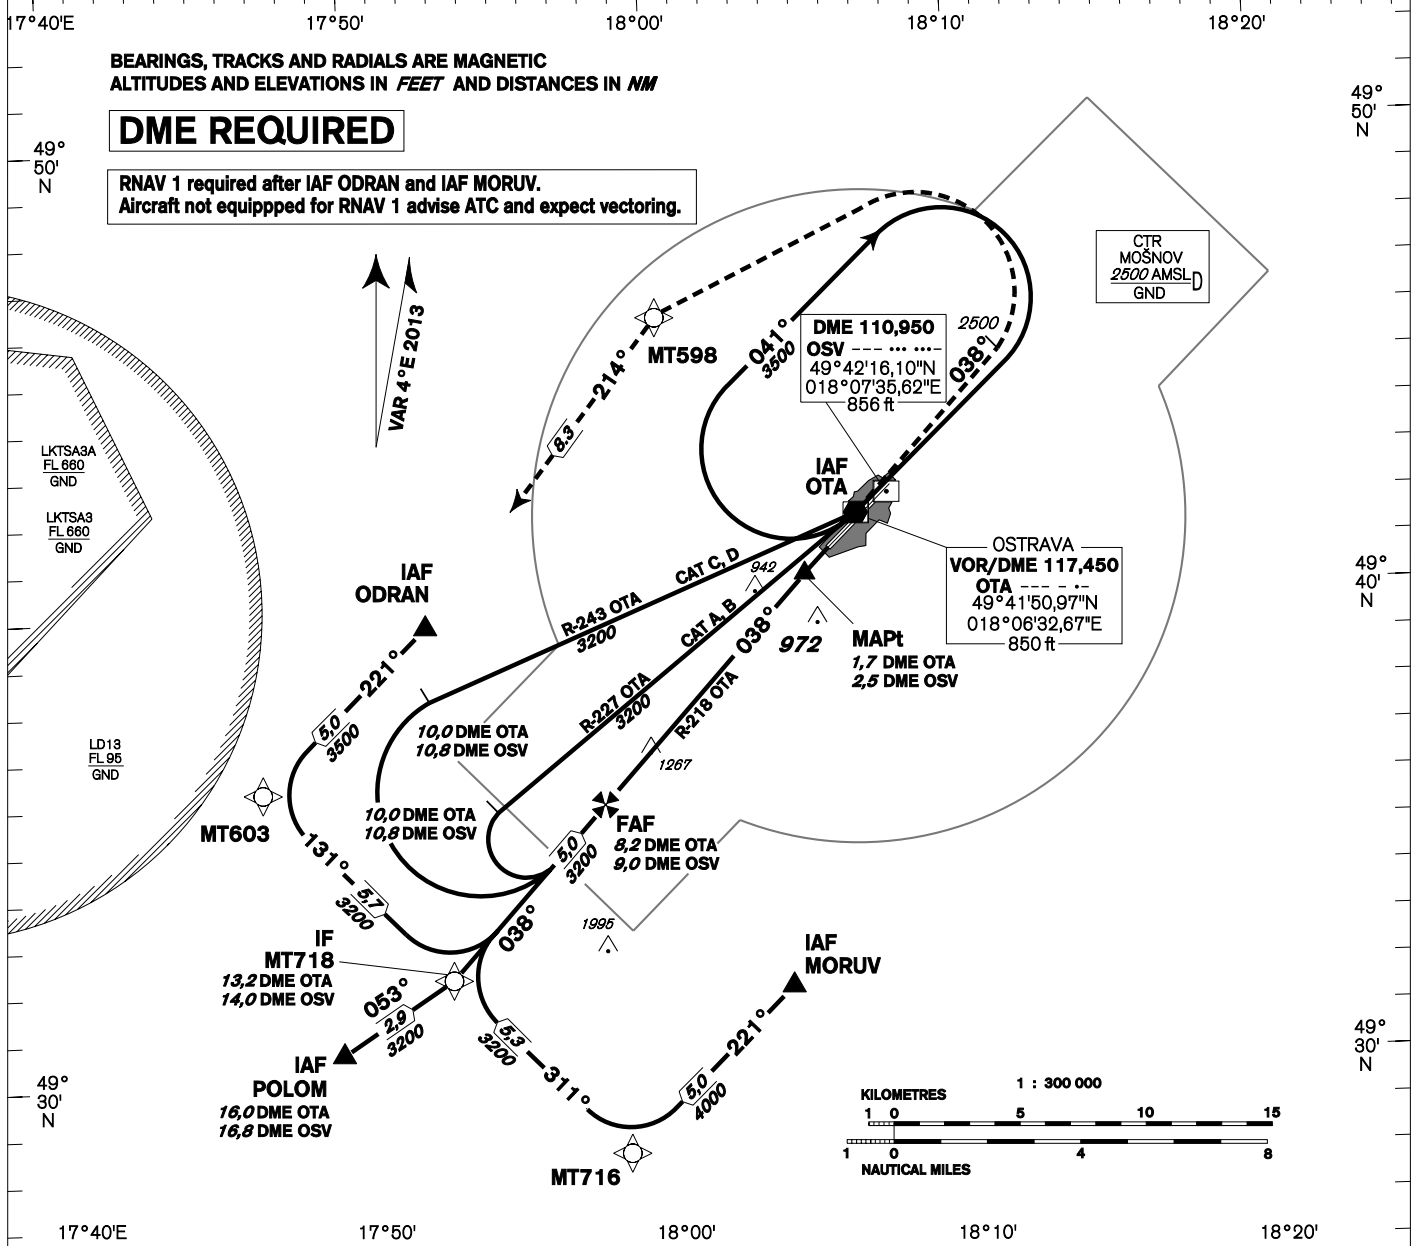 17°40'E
17°50'
18°00'
18°10'
18°20'
BEARINGS, TRACKS AND RADIALS ARE MAGNETIC
ALTITUDES AND ELEVATIONS IN FEET AND DISTANCES IN NM
DME REQUIRED
49°
50'
N
49°
50'
N
RNAV 1 required after IAF ODRAN and IAF MORUV.
Aircraft not equippped for RNAV 1 advise ATC and expect vectoring.
CTR
MOŠNOV
2500 AMSL
GND
D
VAR 4°E 2013
MT598
214°
8.3
041°
3500
DME 110,950
OSV --- ··· ···-
49°42'16,10"N
018°07'35,62"E
856 ft
2500
038°
LKTSA3A
FL 660
GND
LKTSA3
FL 660
GND
IAF
OTA
OSTRAVA
VOR/DME 117,450
OTA --- - ·-
49°41'50,97"N
018°06'32,67"E
850 ft
49°
40'
N
IAF
ODRAN
CAT C, D
942
R-243 OTA
3200
CAT A, B
038°
972
MAPt
1,7 DME OTA
2,5 DME OSV
221°
5,0
3500
R-227 OTA
3200
R-218 OTA
10,0 DME OTA
10,8 DME OSV
1267
LD13
FL 95
GND
MT603
10,0 DME OTA
10,8 DME OSV
FAF
8,2 DME OTA
9,0 DME OSV
5,0
3200
131°
5,7
3200
038°
1995
IF
MT718
13,2 DME OTA
14,0 DME OSV
IAF
MORUV
053°
2,9
3200
5,3
3200
221°
5,0
4000
311°
IAF
POLOM
16,0 DME OTA
16,8 DME OSV
MT716
49°
30'
N
49°
30'
N
1 : 300 000
KILOMETRES
1 0 5 10 15
1 0 4 8
NAUTICAL MILES
17°40'E
17°50'
18°00'
18°10'
18°20'